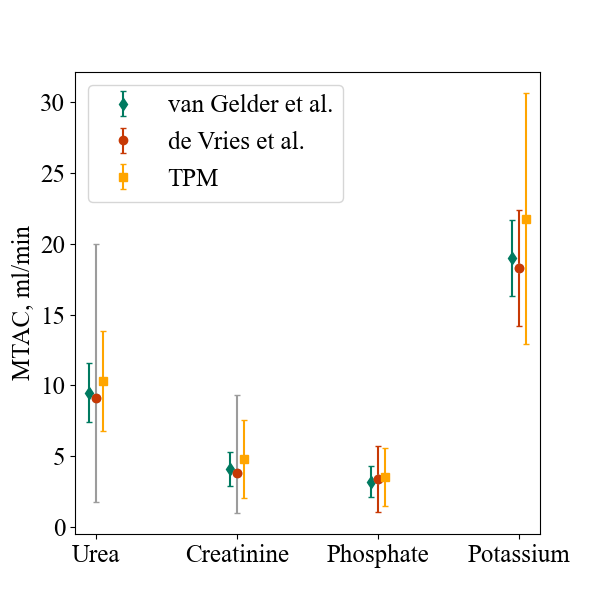 van Gelder et al.
de Vries et al.
TPM
MTAC, ml/min
30
25
20
15
10
5
0
Urea Creatinine Phosphate Potassium